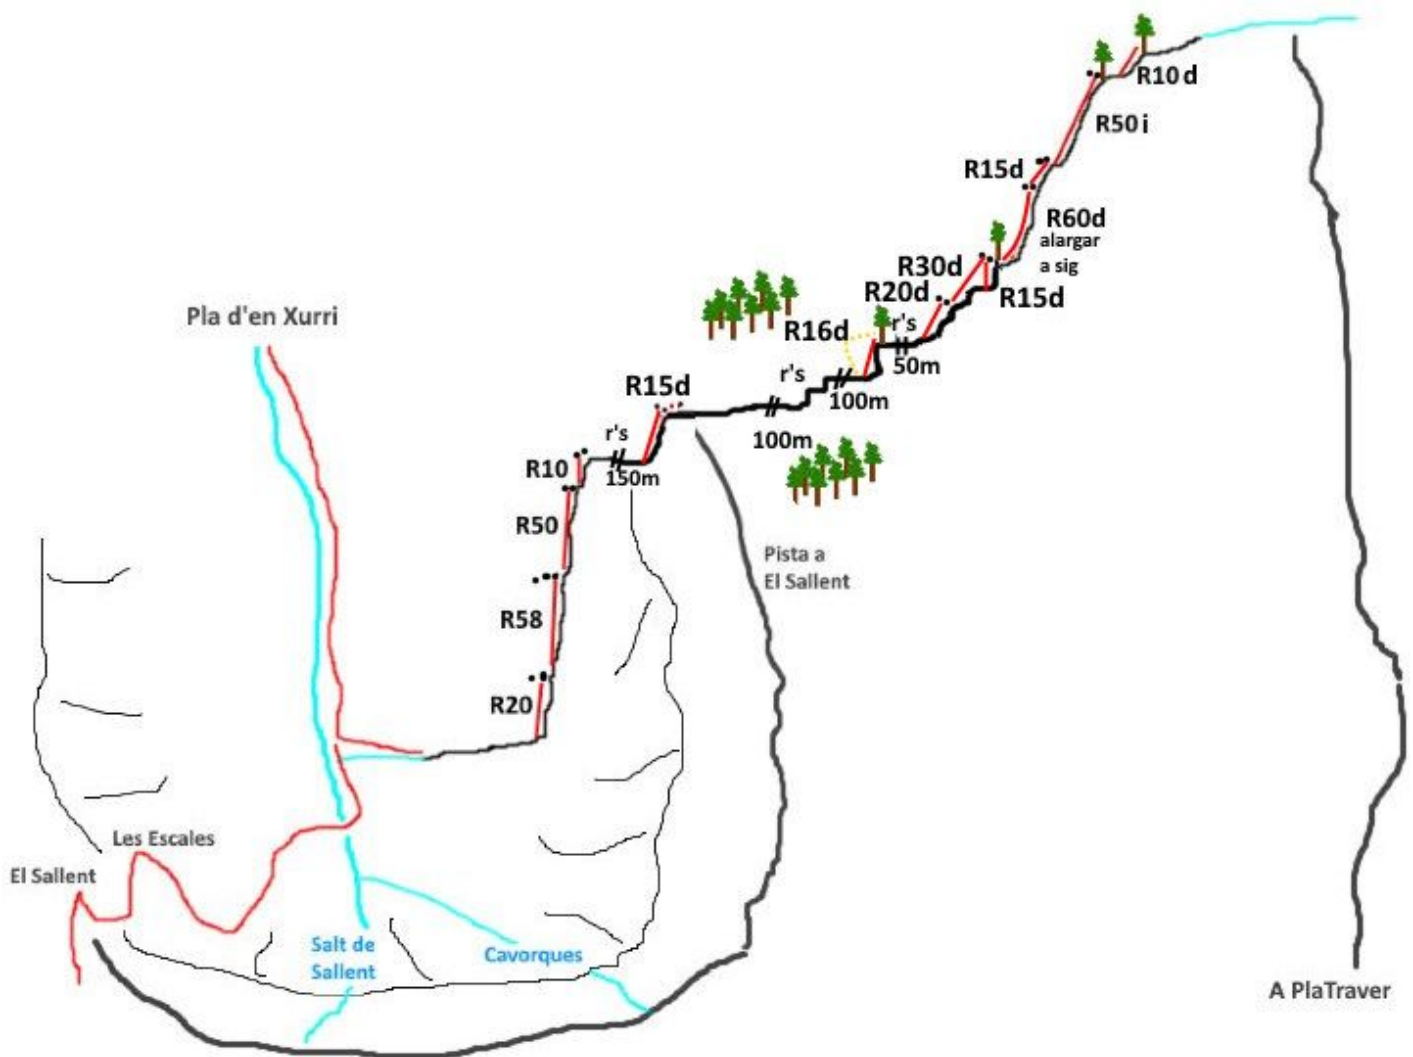 R10 d
R50 i
R15d
R60d
alargar
a sig
R30d
R20d
R15d
Pla d'en Xurri
R16d
r's
50m
r's
100m
R15d
100m
r's
R10
150m
R50
Pista a
El Sallent
R58
R20
Les Escales
El Sallent
Salt de
Sallent
Cavorques
A PlaTraver